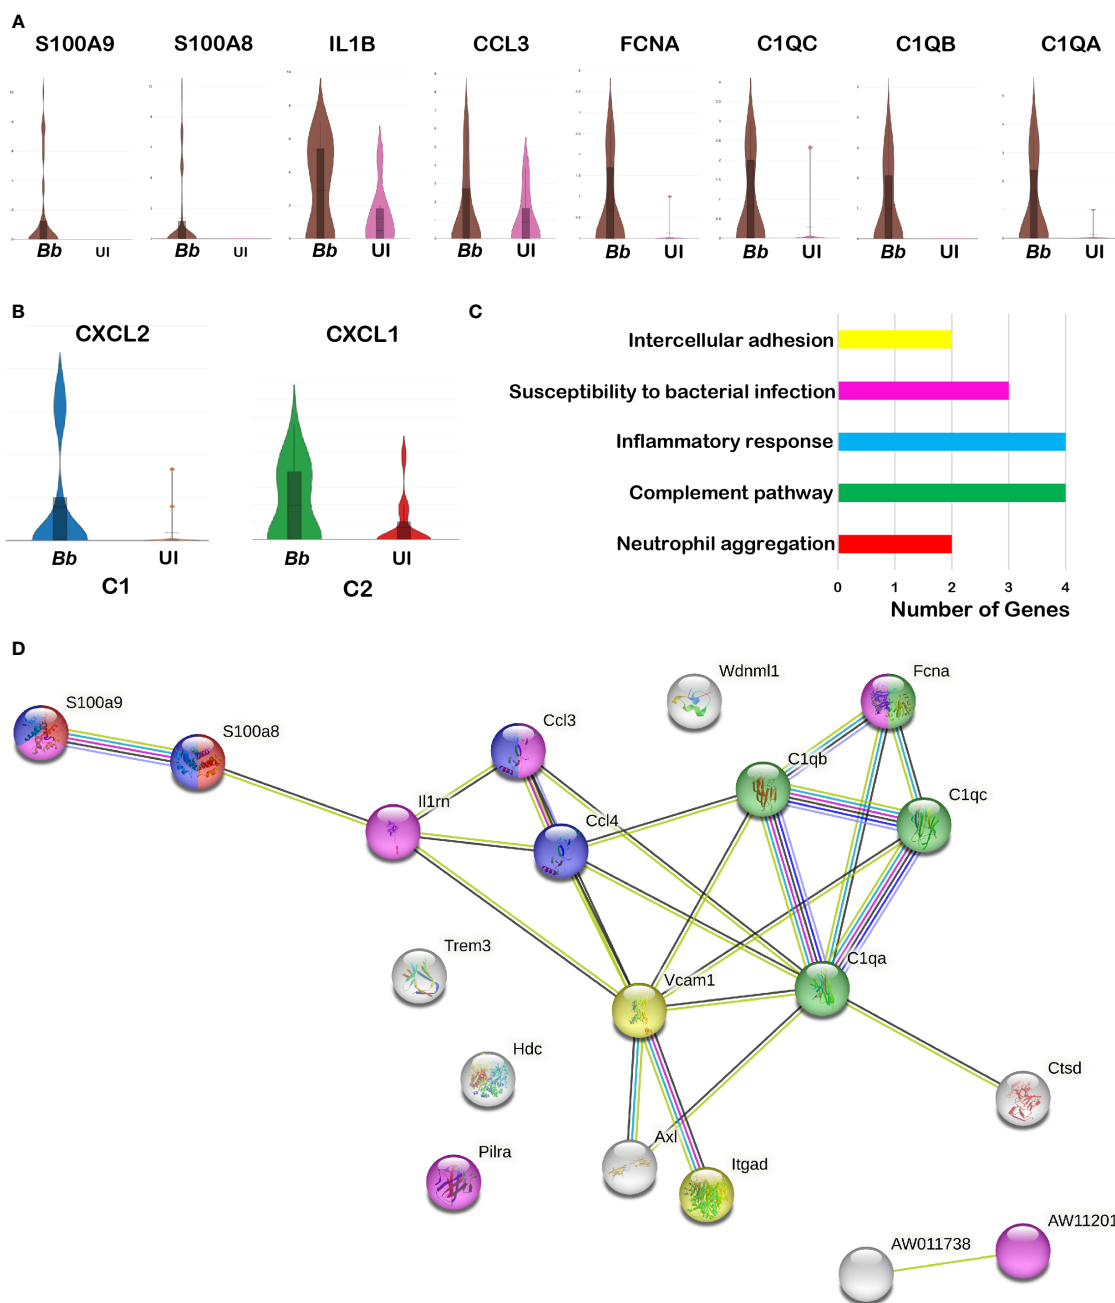 A
S100A9 S100A8 IL1B CCL3 FCNA C1QC C1QB C1QA
Bb UI Bb UI Bb UI Bb UI Bb UI Bb UI Bb UI Bb UI
B
C
CXCL2 CXCL1
Bb UI Bb UI
C1 C2
Intercellular adhesion
Susceptibility to bacterial infection
Inflammatory response
Complement pathway
Neutrophil aggregation
0 1 2 3 4
Number of Genes
D
Wdnml1 Fcna
S100a9
Ccl3
S100a8
C1qb
C1qc
Il1rn
Ccl4
Trem3
C1qa
Vcam1
Hdc
Ctsd
Axl
Pilra
Itgad
AW11201
AW011738